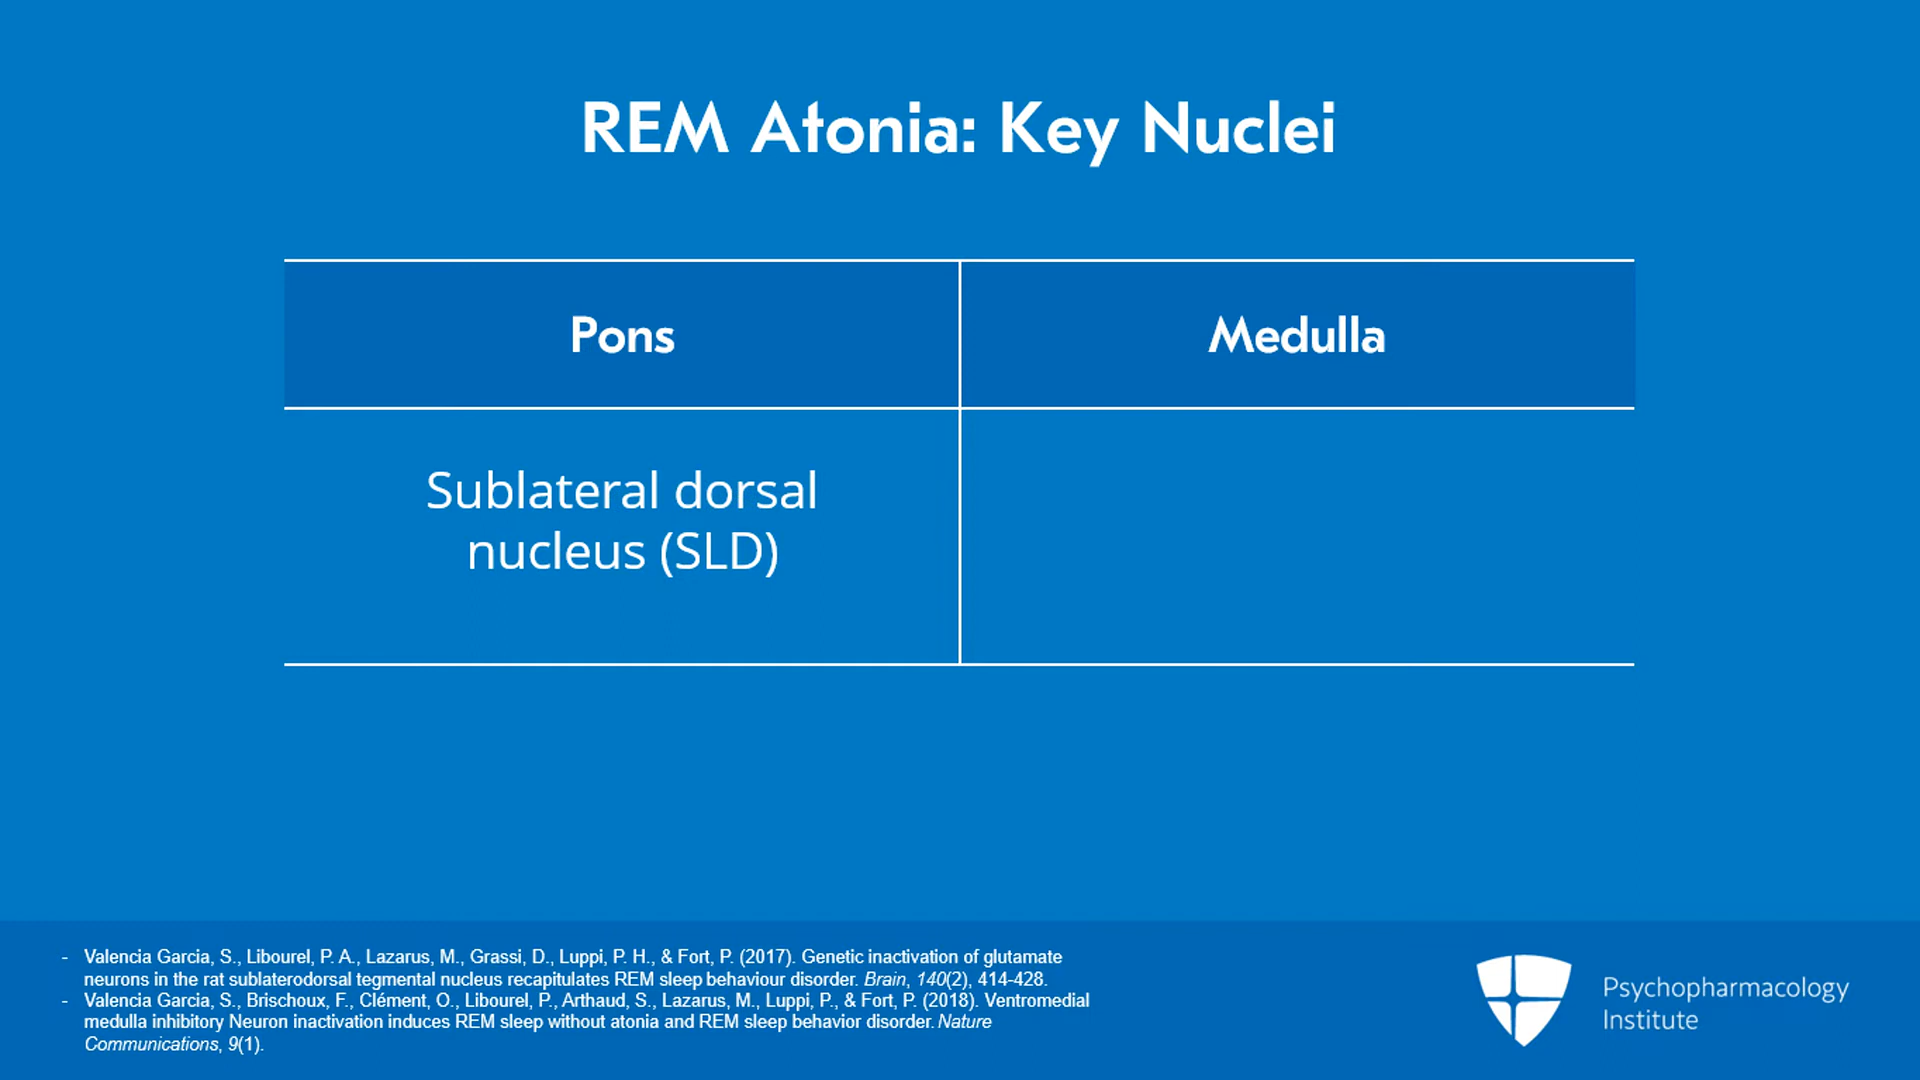 REM Atonia: Key Nuclei
Pons
Medulla
Sublateral dorsal
nucleus (SLD)
- Valencia Garcia, S., Libourel, P. A., Lazarus, M., Grassi, D., Luppi, P. H., & Fort, P. (2017). Genetic inactivation of glutamate
neurons in the rat sublaterodorsal tegmental nucleus recapitulates REM sleep behaviour disorder. Brain, 140(2), 414-428.
- Valencia Garcia, S., Brischoux, F., Clément, O., Libourel, P., Arthaud, S., Lazarus, M., Luppi, P., & Fort, P. (2018). Ventromedial
medulla inhibitory Neuron inactivation induces REM sleep without atonia and REM sleep behavior disorder. Nature
Communications, 9(1).
Psychopharmacology
Institute